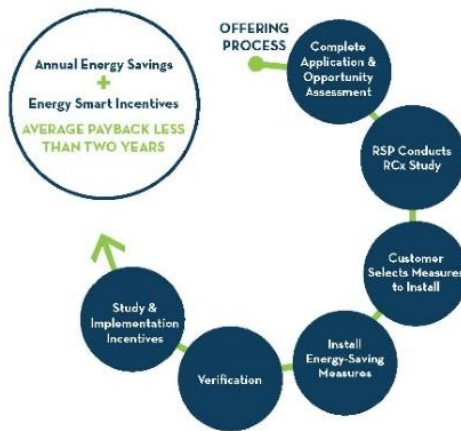 Annual Energy Savings
+
Energy Smart Incentives
AVERAGE PAYBACK LESS
THAN TWO YEARS
OFFERING
PROCESS
Complete
Application &
Opportunity
Assessment
RSP Conducts
RCx Study
Customer
Selects Measures
to Install
Install
Energy-Saving
Measures
Verification
Study &
Implementation
Incentives